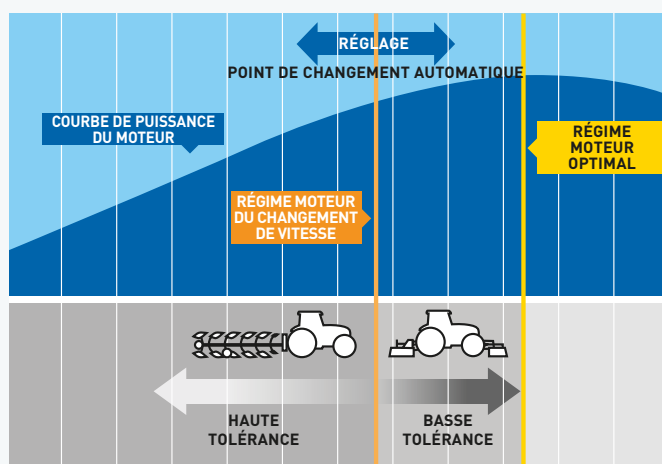 RÉGLAGE
POINT DE CHANGEMENT AUTOMATIQUE
COURBE DE PUISSANCE
DU MOTEUR
RÉGIME
MOTEUR
OPTIMAL
RÉGIME MOTEUR
DU CHANGEMENT
DE VITESSE
HAUTE
TOLÉRANCE
BASSE
TOLÉRANCE